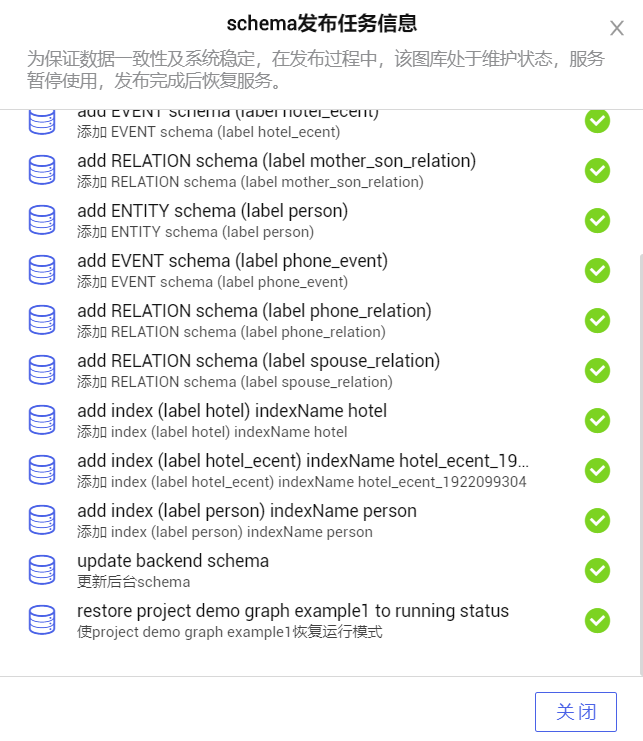 schema发布任务信息
为保证数据一致性及系统稳定，在发布过程中，该图库处于维护状态，服务
暂停使用，发布完成后恢复服务。
add EVENT schema (label hotel_ecent)
添加 EVENT schema (label hotel_ecent)
add RELATION schema (label mother_son_relation)
添加 RELATION schema (label mother_son_relation)
add ENTITY schema (label person)
添加 ENTITY schema (label person)
add EVENT schema (label phone_event)
添加 EVENT schema (label phone_event)
add RELATION schema (label phone_relation)
添加 RELATION schema (label phone_relation)
add RELATION schema (label spouse_relation)
添加 RELATION schema (label spouse_relation)
add index (label hotel) indexName hotel
添加 index (label hotel) indexName hotel
add index (label hotel_ecent) indexName hotel_ecent_19...
添加 index (label hotel_ecent) indexName hotel_ecent_1922099304
add index (label person) indexName person
添加 index (label person) indexName person
update backend schema
更新后台schema
restore project demo graph example1 to running status
使project demo graph example1恢复运行模式
关闭